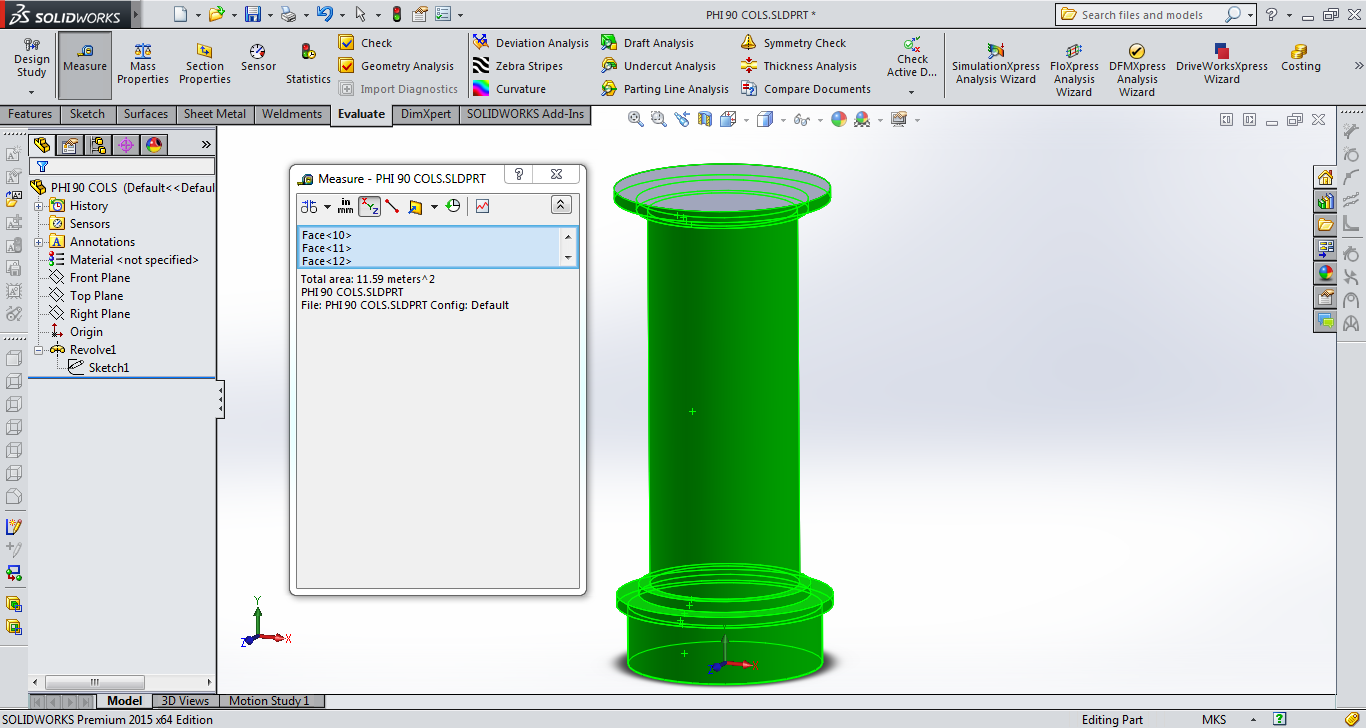 SOLIDWORKS
PHI 90 COLS.SLDPRT *
Search files and models
Design Study
Measure
Mass Properties
Section Properties
Sensor
Statistics
Check
Geometry Analysis
Import Diagnostics
Deviation Analysis
Zebra Stripes
Curvature
Draft Analysis
Undercut Analysis
Parting Line Analysis
Symmetry Check
Thickness Analysis
Compare Documents
Check Active D...
SimulationXpress Analysis Wizard
FloXpress Analysis Wizard
DFMXpress Analysis Wizard
DriveWorksXpress Wizard
Costing
Features
Sketch
Surfaces
Sheet Metal
Weldments
Evaluate
DimXpert
SOLIDWORKS Add-Ins
PHI 90 COLS (Default<<Defaul
History
Sensors
Annotations
Material <not specified>
Front Plane
Top Plane
Right Plane
Origin
Revolve1
Sketch1
Measure - PHI 90 COLS.SLDPRT
in
mm
Face<10>
Face<11>
Face<12>
Total area: 11.59 meters^2
PHI 90 COLS.SLDPRT
File: PHI 90 COLS.SLDPRT Config: Default
Y
Z
X
Model
3D Views
Motion Study 1
SOLIDWORKS Premium 2015 x64 Edition
Editing Part
MKS